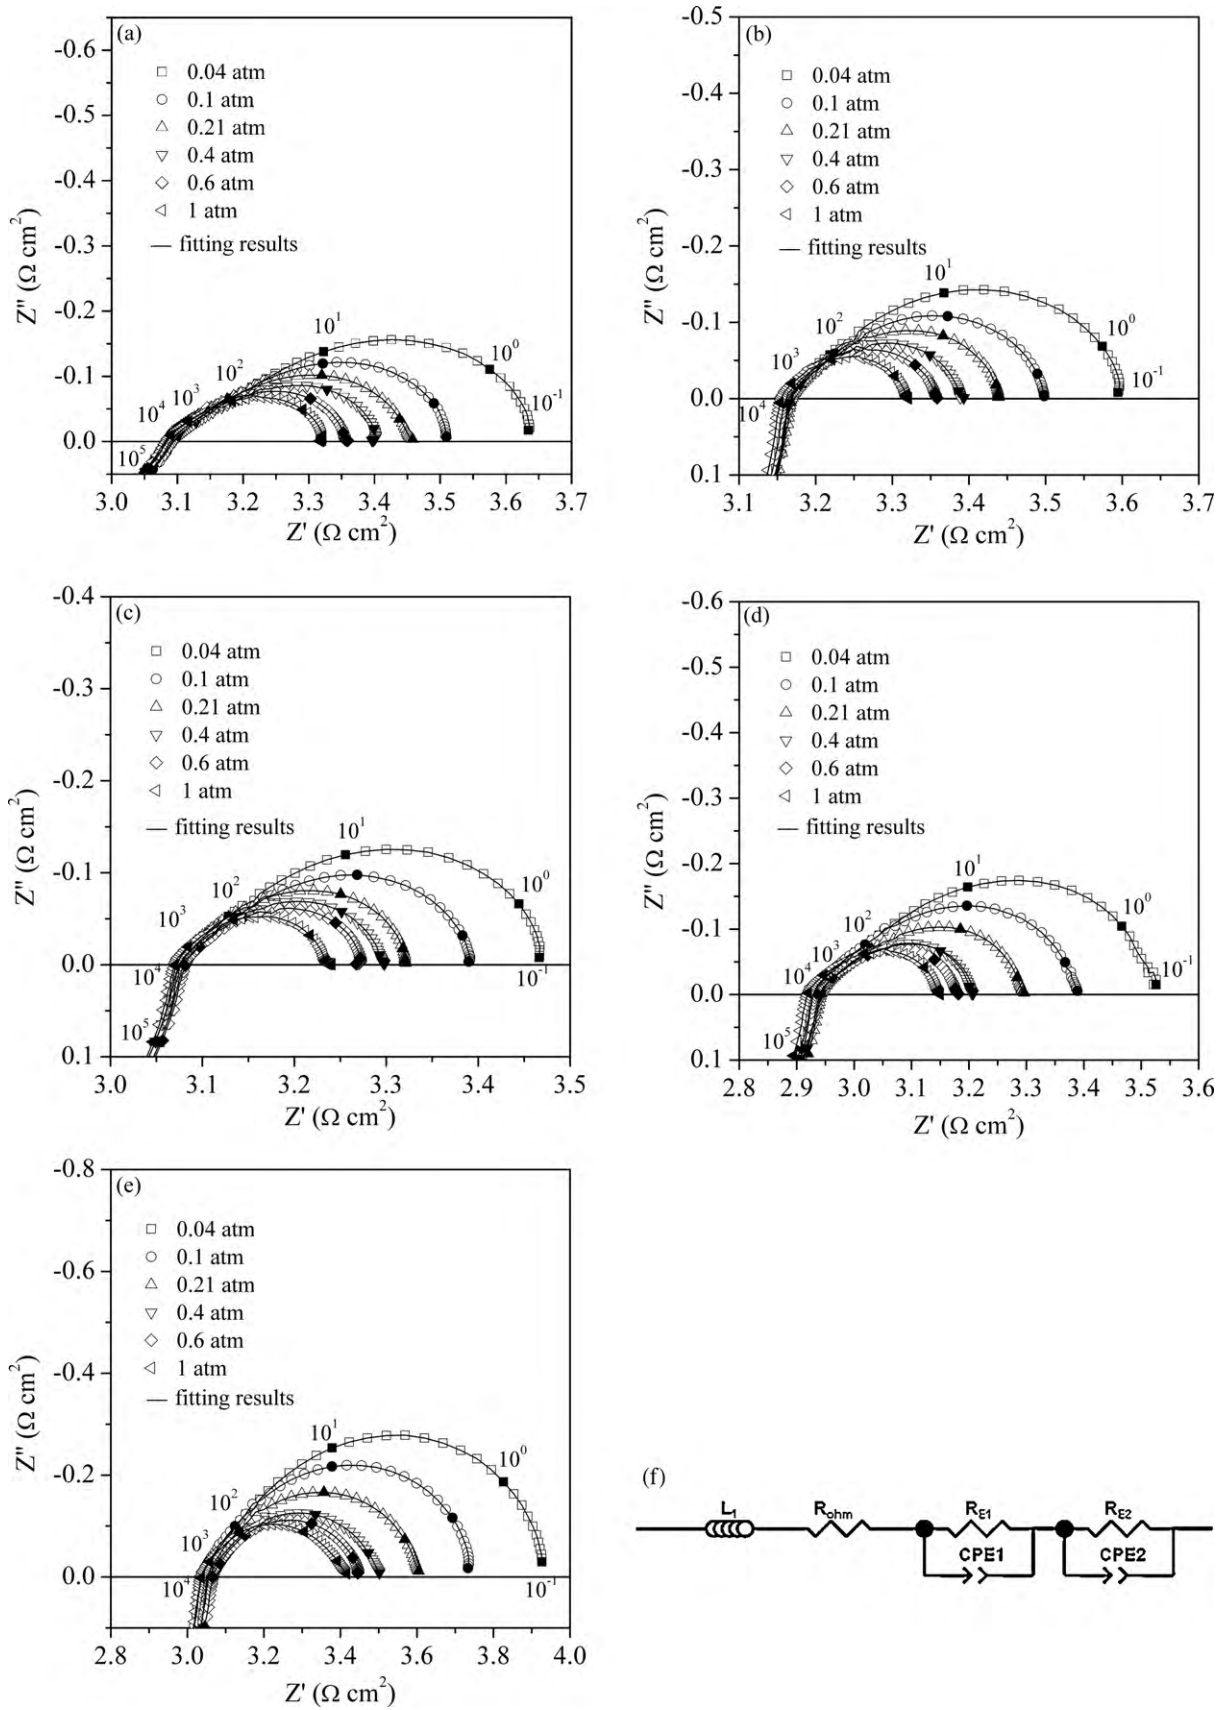 (a)
0.04 atm
0.1 atm
0.21 atm
0.4 atm
0.6 atm
1 atm
— fitting results
-0.6
-0.5
-0.4
-0.3
-0.2
-0.1
0.0
10¹
10⁰
10⁻¹
10²
10³
10⁴
10⁵
3.0 3.1 3.2 3.3 3.4 3.5 3.6 3.7
Z' (Ω cm²)
Z'' (Ω cm²)
(b)
0.04 atm
0.1 atm
0.21 atm
0.4 atm
0.6 atm
1 atm
— fitting results
-0.5
-0.4
-0.3
-0.2
-0.1
0.0
0.1
10¹
10⁰
10⁻¹
10²
10³
10⁴
3.1 3.2 3.3 3.4 3.5 3.6 3.7
Z' (Ω cm²)
Z'' (Ω cm²)
(c)
0.04 atm
0.1 atm
0.21 atm
0.4 atm
0.6 atm
1 atm
— fitting results
-0.4
-0.3
-0.2
-0.1
0.0
0.1
10¹
10⁰
10⁻¹
10²
10³
10⁴
10⁵
3.0 3.1 3.2 3.3 3.4 3.5
Z' (Ω cm²)
Z'' (Ω cm²)
(d)
0.04 atm
0.1 atm
0.21 atm
0.4 atm
0.6 atm
1 atm
— fitting results
-0.6
-0.5
-0.4
-0.3
-0.2
-0.1
0.0
0.1
10¹
10⁰
10⁻¹
10²
10³
10⁴
10⁵
2.8 2.9 3.0 3.1 3.2 3.3 3.4 3.5 3.6
Z' (Ω cm²)
Z'' (Ω cm²)
(e)
0.04 atm
0.1 atm
0.21 atm
0.4 atm
0.6 atm
1 atm
— fitting results
-0.8
-0.6
-0.4
-0.2
0.0
10¹
10⁰
10⁻¹
10²
10³
10⁴
3.0 3.2 3.4 3.6 3.8 4.0
Z' (Ω cm²)
Z'' (Ω cm²)
(f)
L₁ R_ohm R_E1 R_E2
CPE1 CPE2